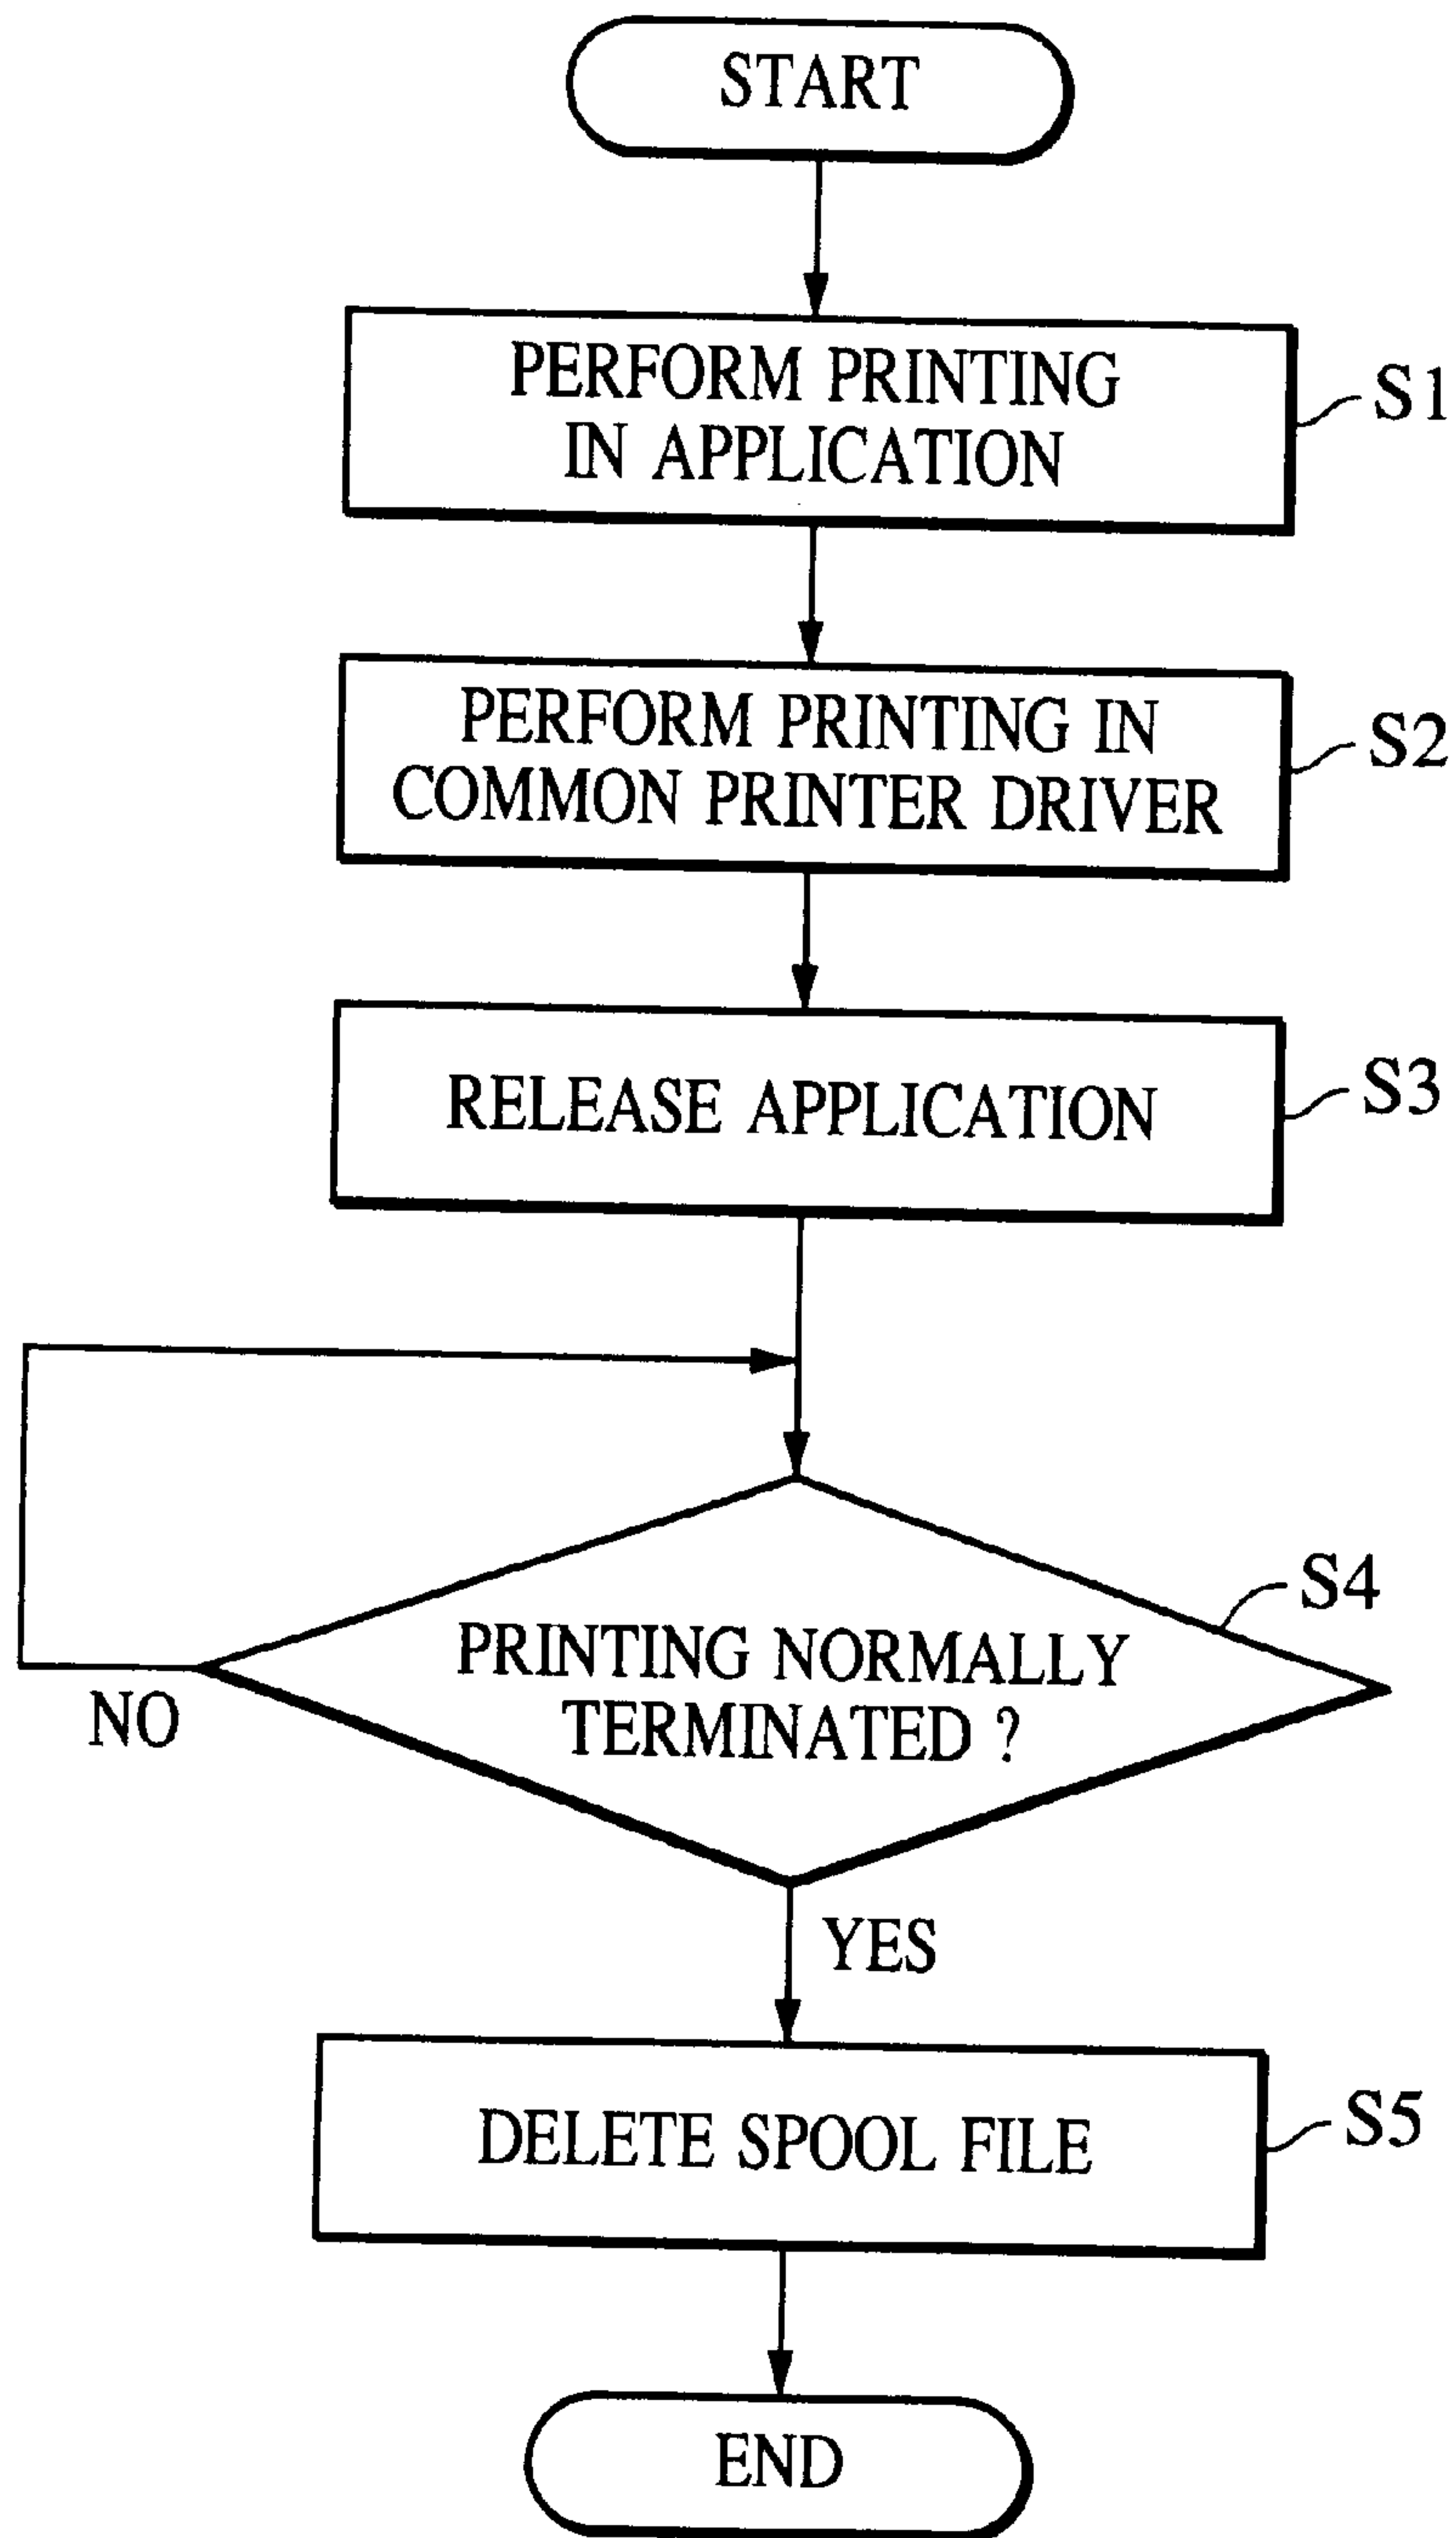 START
PERFORM PRINTING
IN APPLICATION
S1
PERFORM PRINTING IN
COMMON PRINTER DRIVER
S2
RELEASE APPLICATION
S3
PRINTING NORMALLY
TERMINATED ?
S4
NO
YES
DELETE SPOOL FILE
S5
END